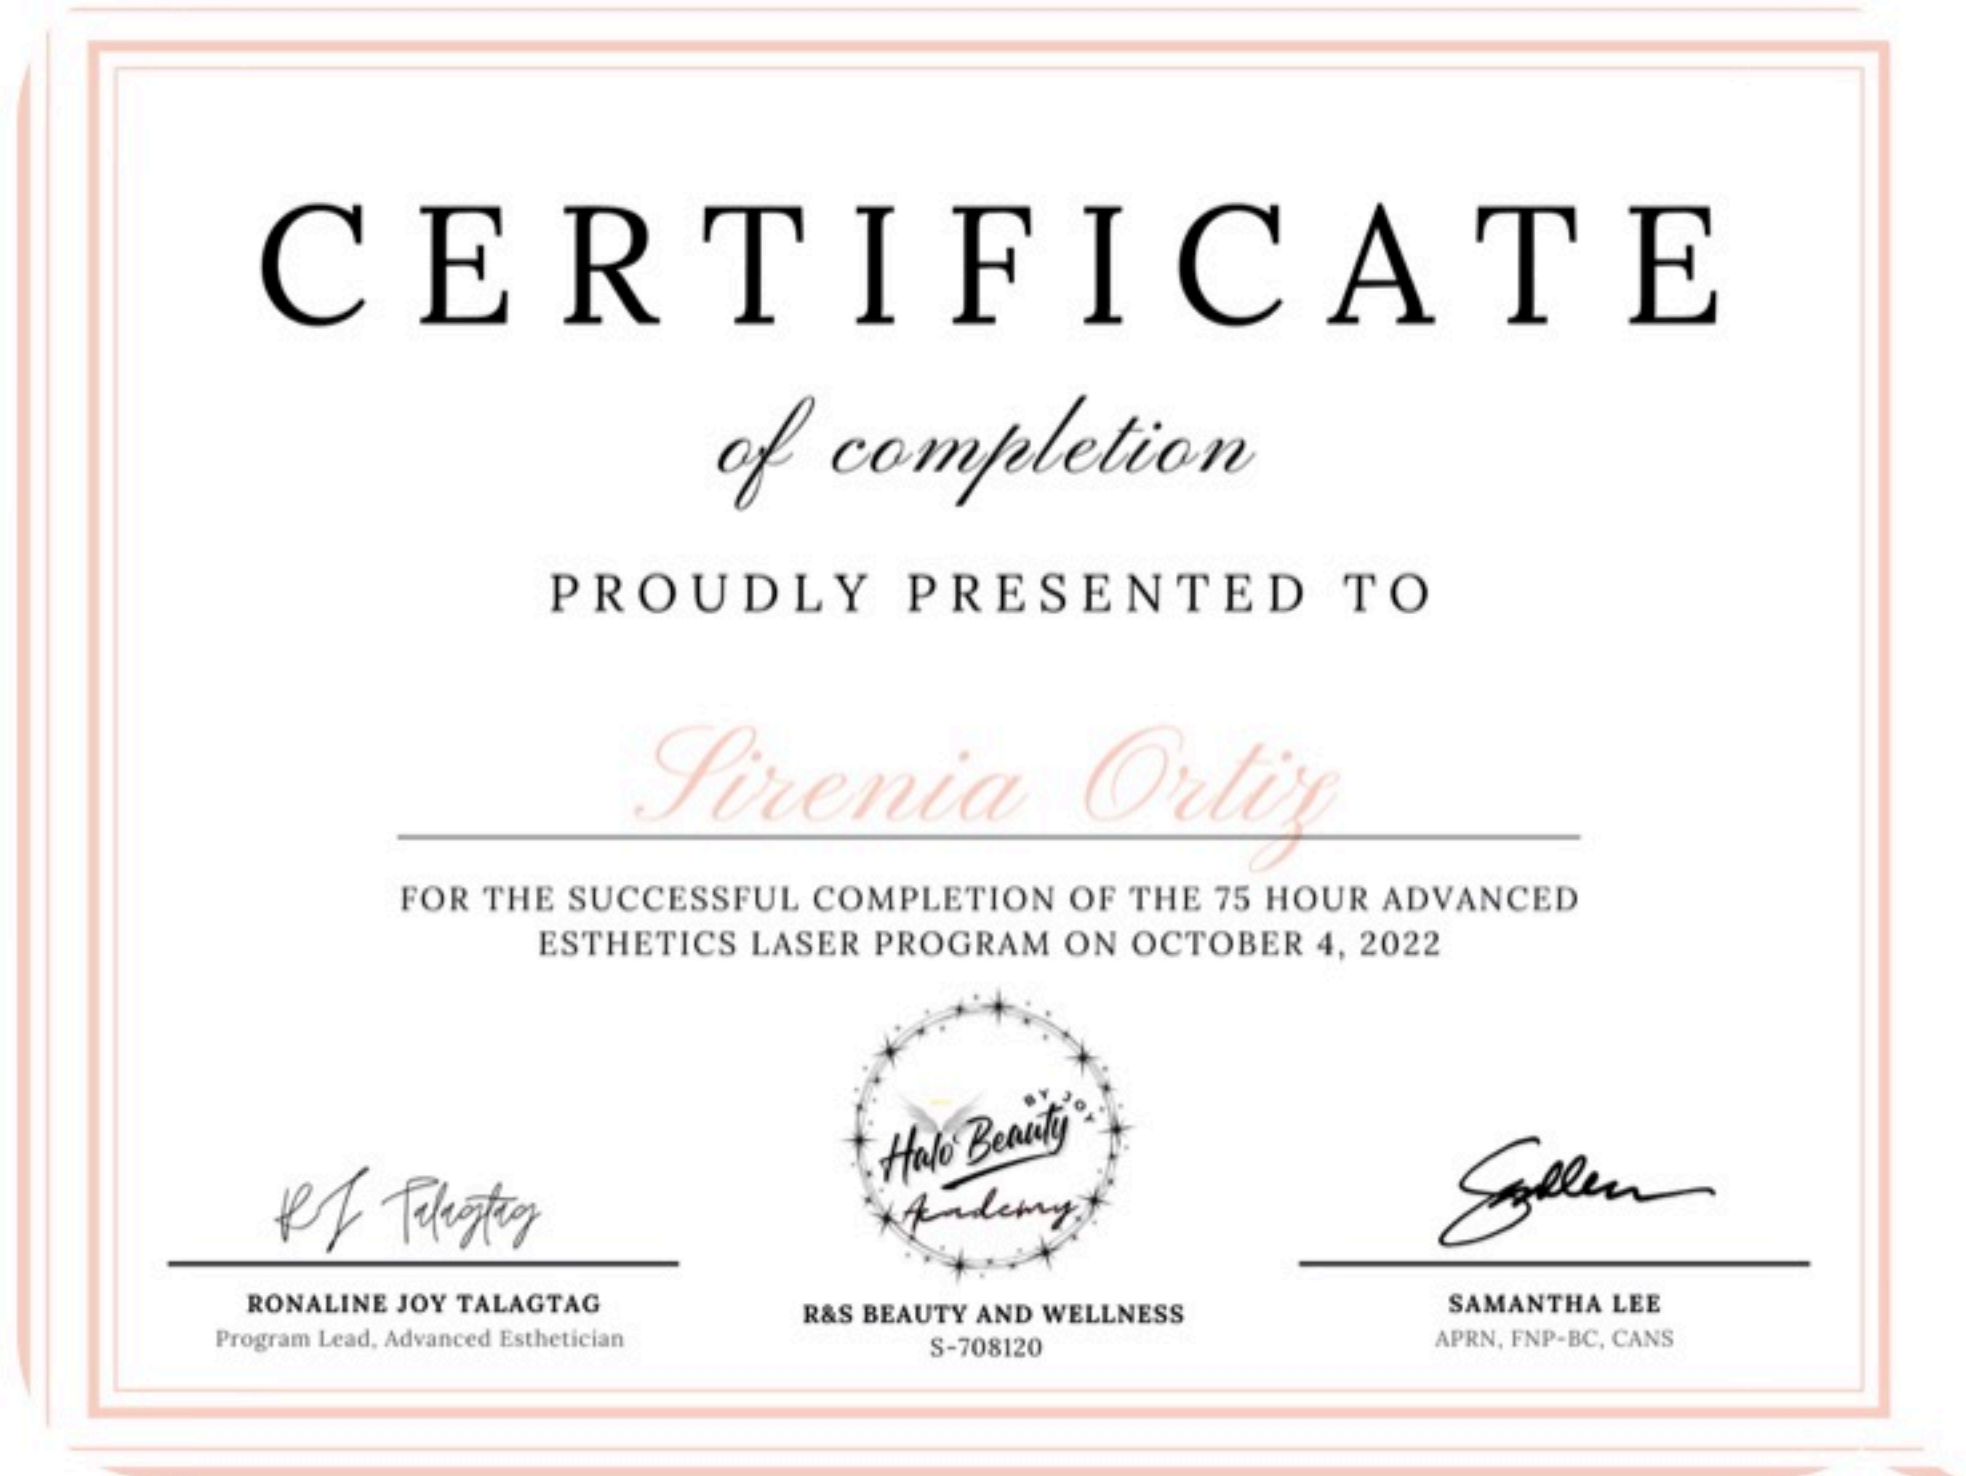 CERTIFICATE
of completion
PROUDLY PRESENTED TO
Sirenia Ortiz
FOR THE SUCCESSFUL COMPLETION OF THE 75 HOUR ADVANCED
ESTHETICS LASER PROGRAM ON OCTOBER 4, 2022
BY JOY
Halo Beauty
Academy
RJ Talagtag
RONALINE JOY TALAGTAG
Program Lead, Advanced Esthetician
R&S BEAUTY AND WELLNESS
S-708120
SAMANTHA LEE
APRN, FNP-BC, CANS